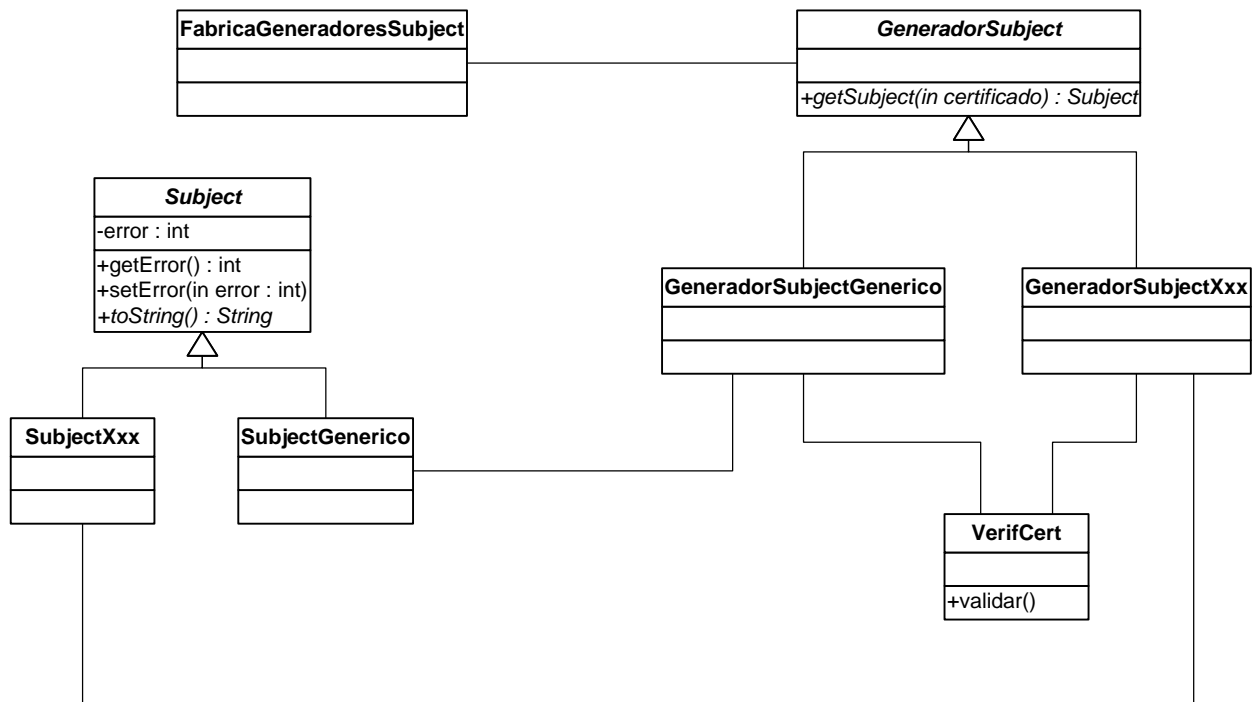 FabricaGeneradoresSubject
GeneradorSubject
+getSubject(in certificado) : Subject
Subject
-error : int
+getError() : int
+setError(in error : int)
+toString() : String
GeneradorSubjectGenerico
GeneradorSubjectXxx
SubjectXxx
SubjectGenerico
VerifCert
+validar()